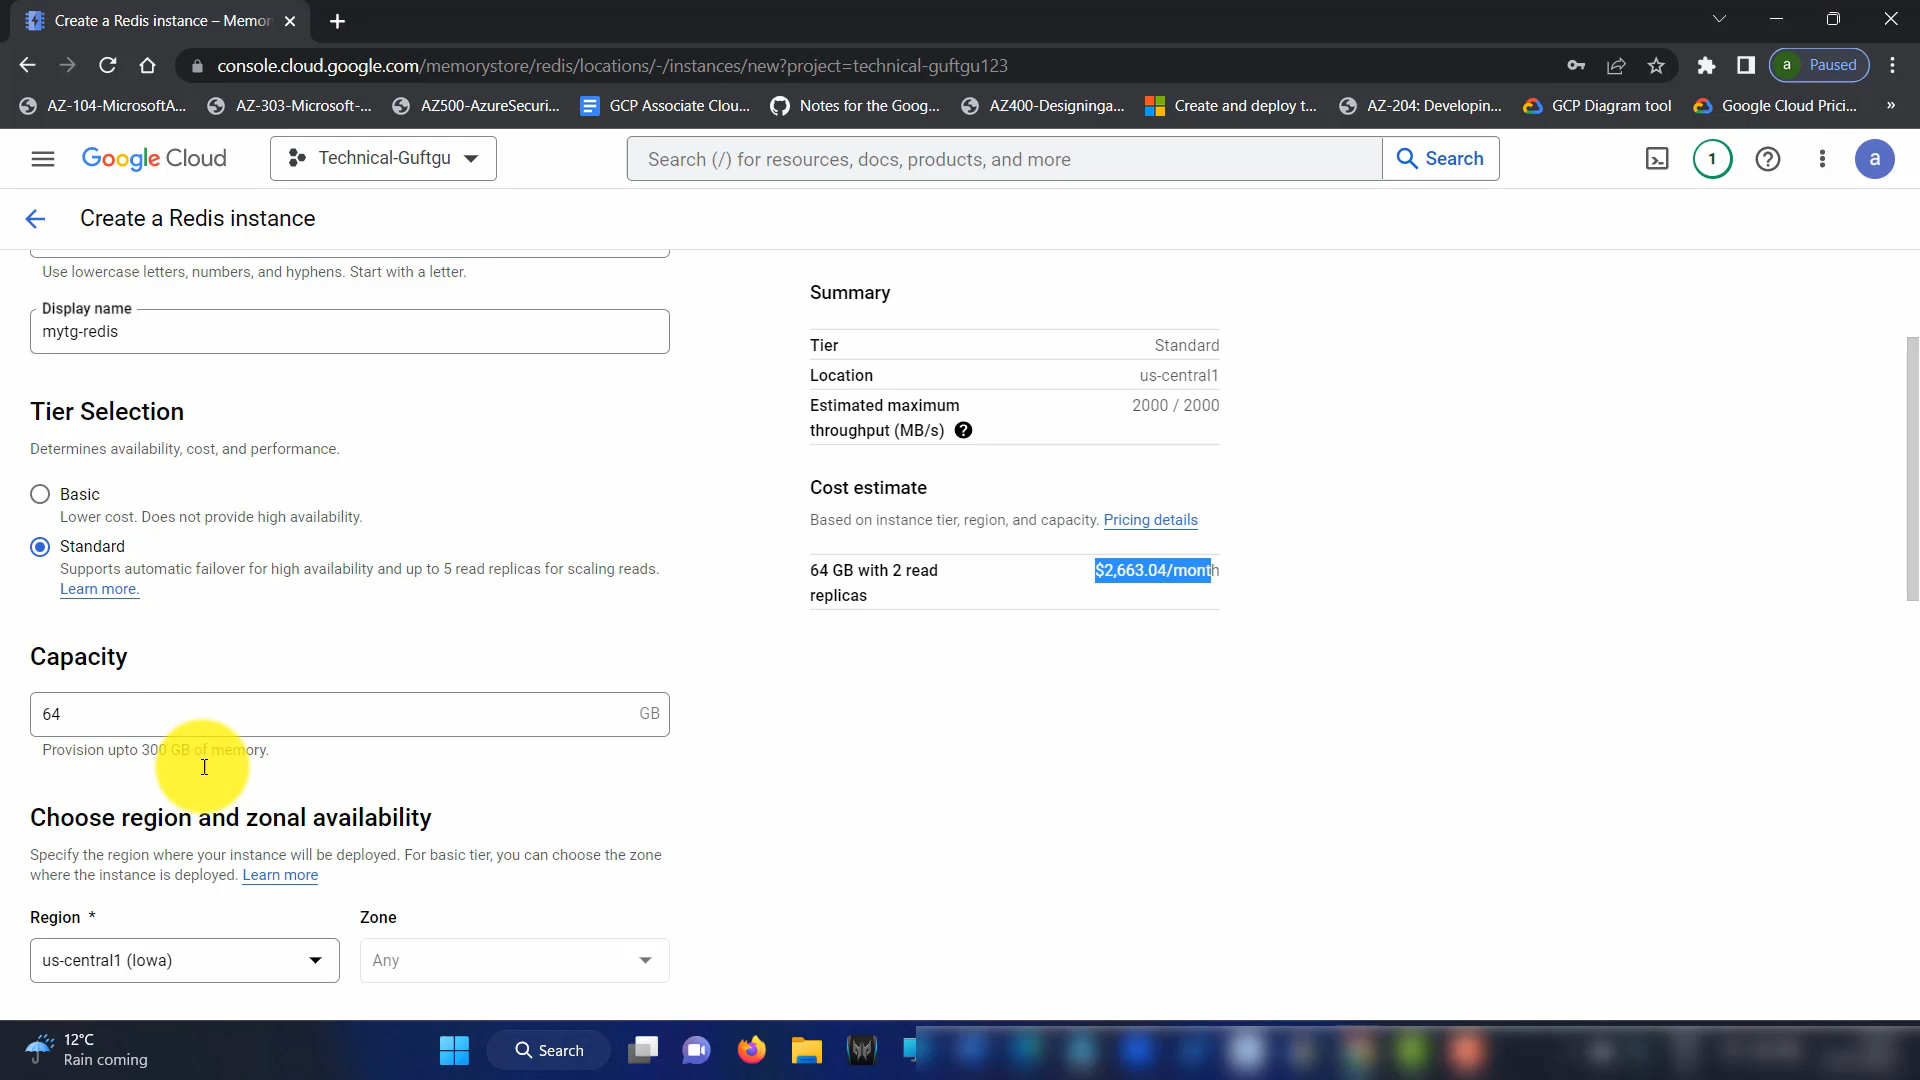 Create a Redis instance – Memor
console.cloud.google.com/memorystore/redis/locations/-/instances/new?project=technical-guftgu123
a Paused
AZ-104-MicrosoftA...
AZ-303-Microsoft-...
AZ500-AzureSecuri...
GCP Associate Clou...
Notes for the Goog...
AZ400-Designinga...
Create and deploy t...
AZ-204: Developin...
GCP Diagram tool
Google Cloud Prici...
»
Google Cloud
Technical-Guftgu
Search (/) for resources, docs, products, and more
Search
1
a
Create a Redis instance
Use lowercase letters, numbers, and hyphens. Start with a letter.
Display name
mytg-redis
Tier Selection
Determines availability, cost, and performance.
Basic
Lower cost. Does not provide high availability.
Standard
Supports automatic failover for high availability and up to 5 read replicas for scaling reads.
Learn more.
Capacity
64 GB
Provision upto 300 GB of memory.
Choose region and zonal availability
Specify the region where your instance will be deployed. For basic tier, you can choose the zone
where the instance is deployed. Learn more
Region * Zone
us-central1 (Iowa) Any
Summary
Tier Standard
Location us-central1
Estimated maximum 2000 / 2000
throughput (MB/s)
Cost estimate
Based on instance tier, region, and capacity. Pricing details
64 GB with 2 read $2,663.04/month
replicas
12°C
Rain coming
Search